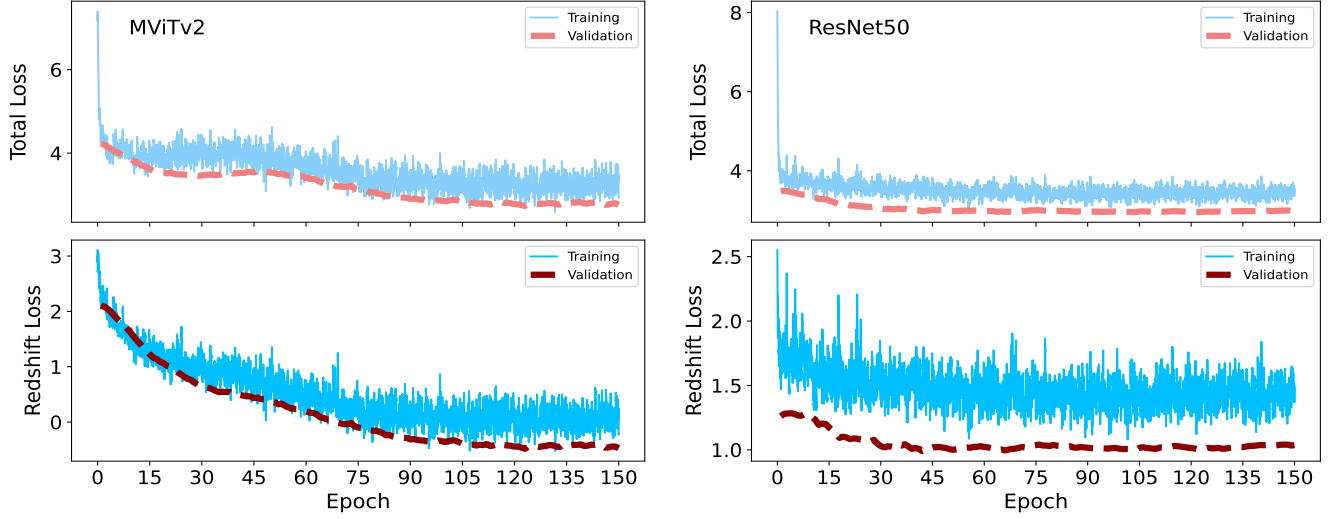 MViTv2
Training
Validation
Total Loss
6
4
ResNet50
Training
Validation
Total Loss
8
6
4
Training
Validation
Redshift Loss
3
2
1
0
0 15 30 45 60 75 90 105 120 135 150
Epoch
Training
Validation
Redshift Loss
2.5
2.0
1.5
1.0
0 15 30 45 60 75 90 105 120 135 150
Epoch